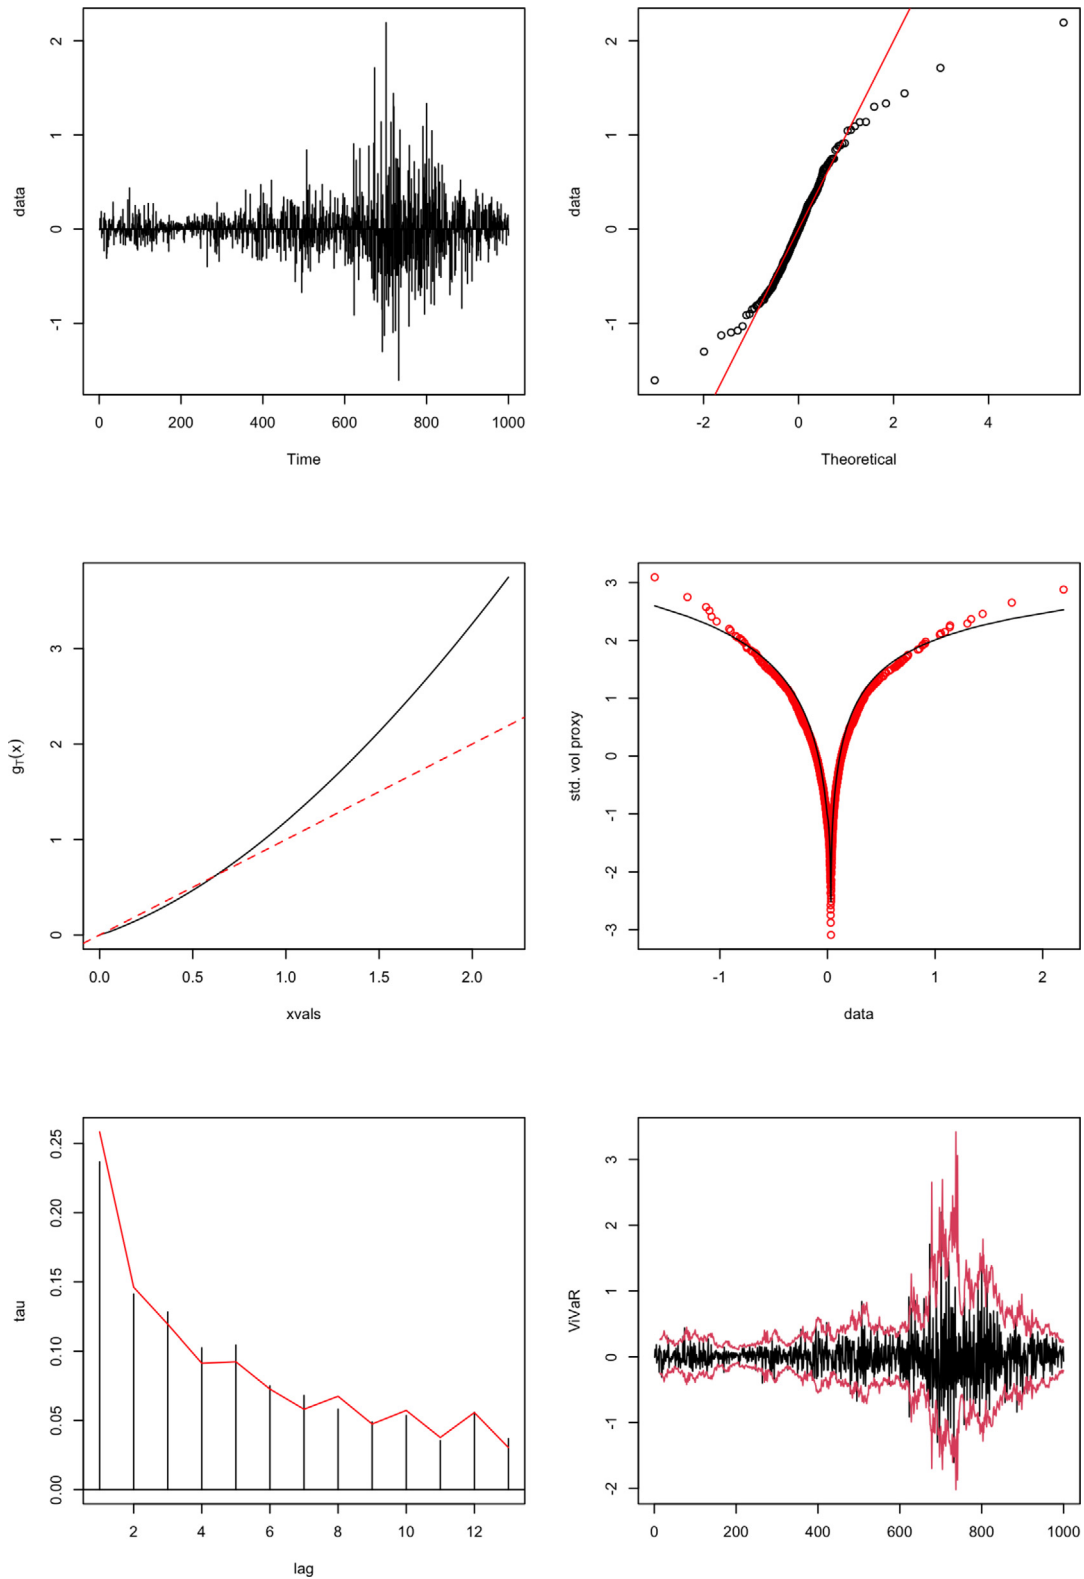 data
2
1
0
-1
0 200 400 600 800 1000
Time
data
2
1
0
-1
-2 0 2 4
Theoretical
gT(x)
3
2
1
0
0.0 0.5 1.0 1.5 2.0
xvals
std. vol proxy
3
2
1
0
-1
-2
-3
-1 0 1 2
data
tau
0.25
0.20
0.15
0.10
0.05
0.00
2 4 6 8 10 12
lag
ViVaR
3
2
1
0
-1
-2
0 200 400 600 800 1000